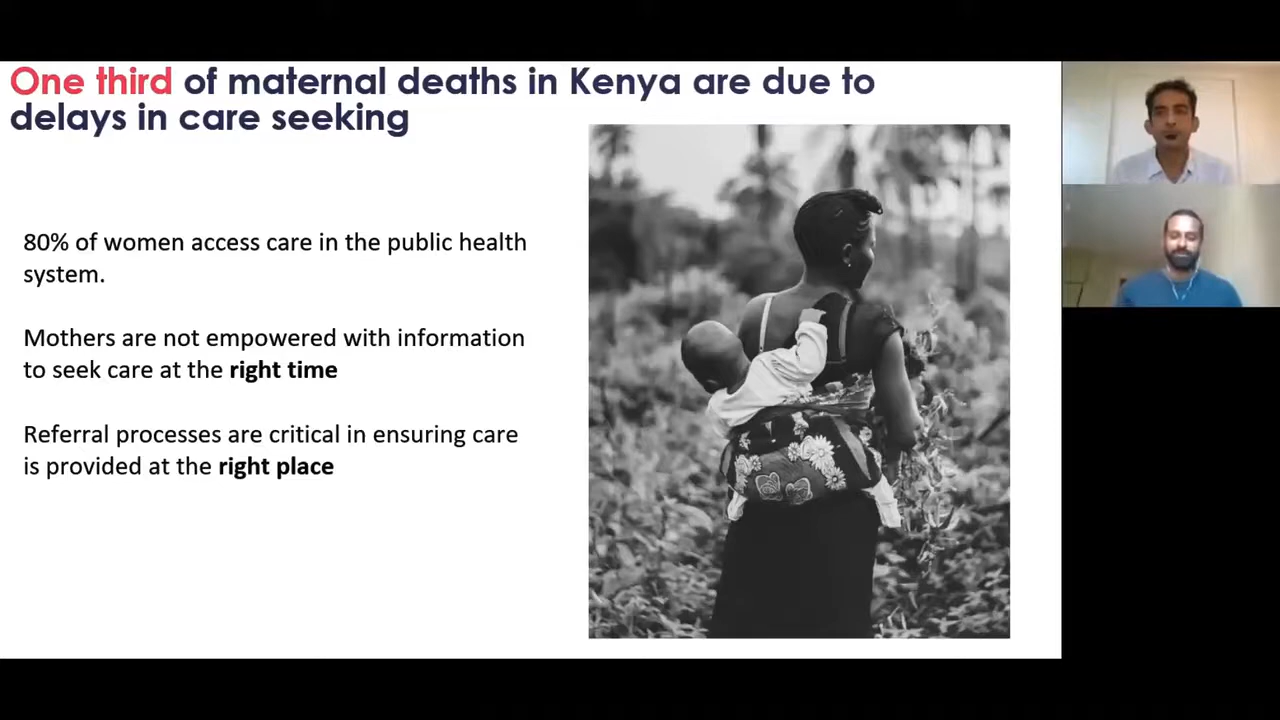 One third of maternal deaths in Kenya are due to
delays in care seeking
80% of women access care in the public health
system.
Mothers are not empowered with information
to seek care at the right time
Referral processes are critical in ensuring care
is provided at the right place